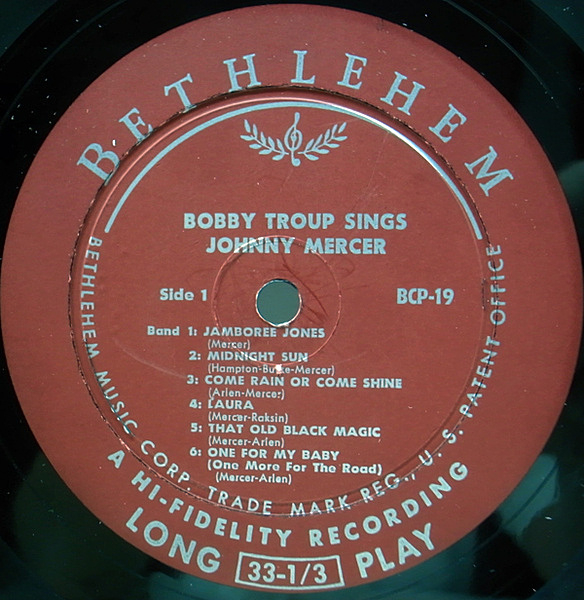 BETHLEHEM
BOBBY TROUP SINGS
JOHNNY MERCER
Side 1
BCP-19
Band 1: JAMBOREE JONES
(Mercer)
2: MIDNIGHT SUN
(Hampton-Burke-Mercer)
3: COME RAIN OR COME SHINE
(Arlen-Mercer)
4: LAURA
(Mercer-Raksin)
5: THAT OLD BLACK MAGIC
(Mercer-Arlen)
6: ONE FOR MY BABY
(One More For The Road)
(Mercer-Arlen)
BETHLEHEM MUSIC CORP. TRADE MARK REG., U. S. PATENT OFFICE
A HI-FIDELITY RECORDING
LONG 33-1/3 PLAY